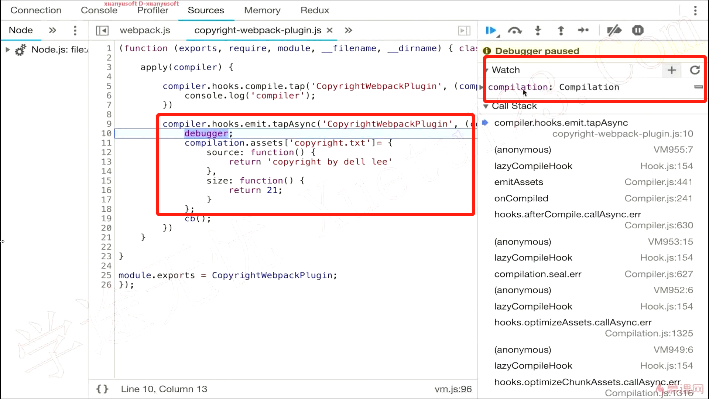 xuanyusoft D-xuanyusoft
Connection Console Profiler Sources Memory Redux
Node » webpack.js copyright-webpack-plugin.js × »
Node.js: file:
1 (function (exports, require, module, __filename, __dirname) { clas
2
3 apply(compiler) {
4
5 compiler.hooks.compile.tap('CopyrightWebpackPlugin', (comp
6 console.log('compiler');
7 })
8
9 compiler.hooks.emit.tapAsync('CopyrightWebpackPlugin', (c
10 debugger;
11 compilation.assets['copyright.txt']= {
12 source: function() {
13 return 'copyright by dell lee'
14 },
15 size: function() {
16 return 21;
17 }
18 };
19 cb();
20 })
21 }
22
23 }
24
25 module.exports = CopyrightWebpackPlugin;
26 });
{} Line 10, Column 13 vm.js:96
Debugger paused
Watch
compilation: Compilation
Call Stack
compiler.hooks.emit.tapAsync
copyright-webpack-plugin.js:10
(anonymous) VM955:7
lazyCompileHook Hook.js:154
emitAssets Compiler.js:441
onCompiled Compiler.js:241
hooks.afterCompile.callAsync.err
Compiler.js:630
(anonymous) VM953:15
lazyCompileHook Hook.js:154
compilation.seal.err Compiler.js:627
(anonymous) VM952:6
lazyCompileHook Hook.js:154
hooks.optimizeAssets.callAsync.err
Compilation.js:1325
(anonymous) VM949:6
lazyCompileHook Hook.js:154
hooks.optimizeChunkAssets.callAsync.err
Compilation.js:1316